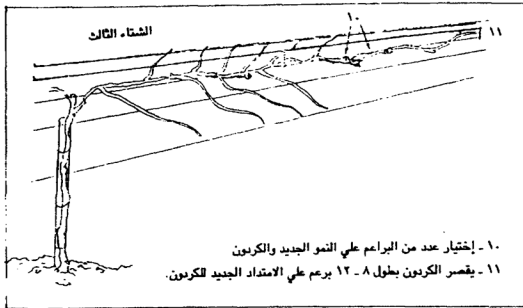 الشتاء الثالث
١٠
١١
١٠ - إختيار عدد من البراعم علي النمو الجديد والكردون
١١ - يقصر الكردون بطول ٨ - ١٢ برعم علي الامتداد الجديد للكردون.